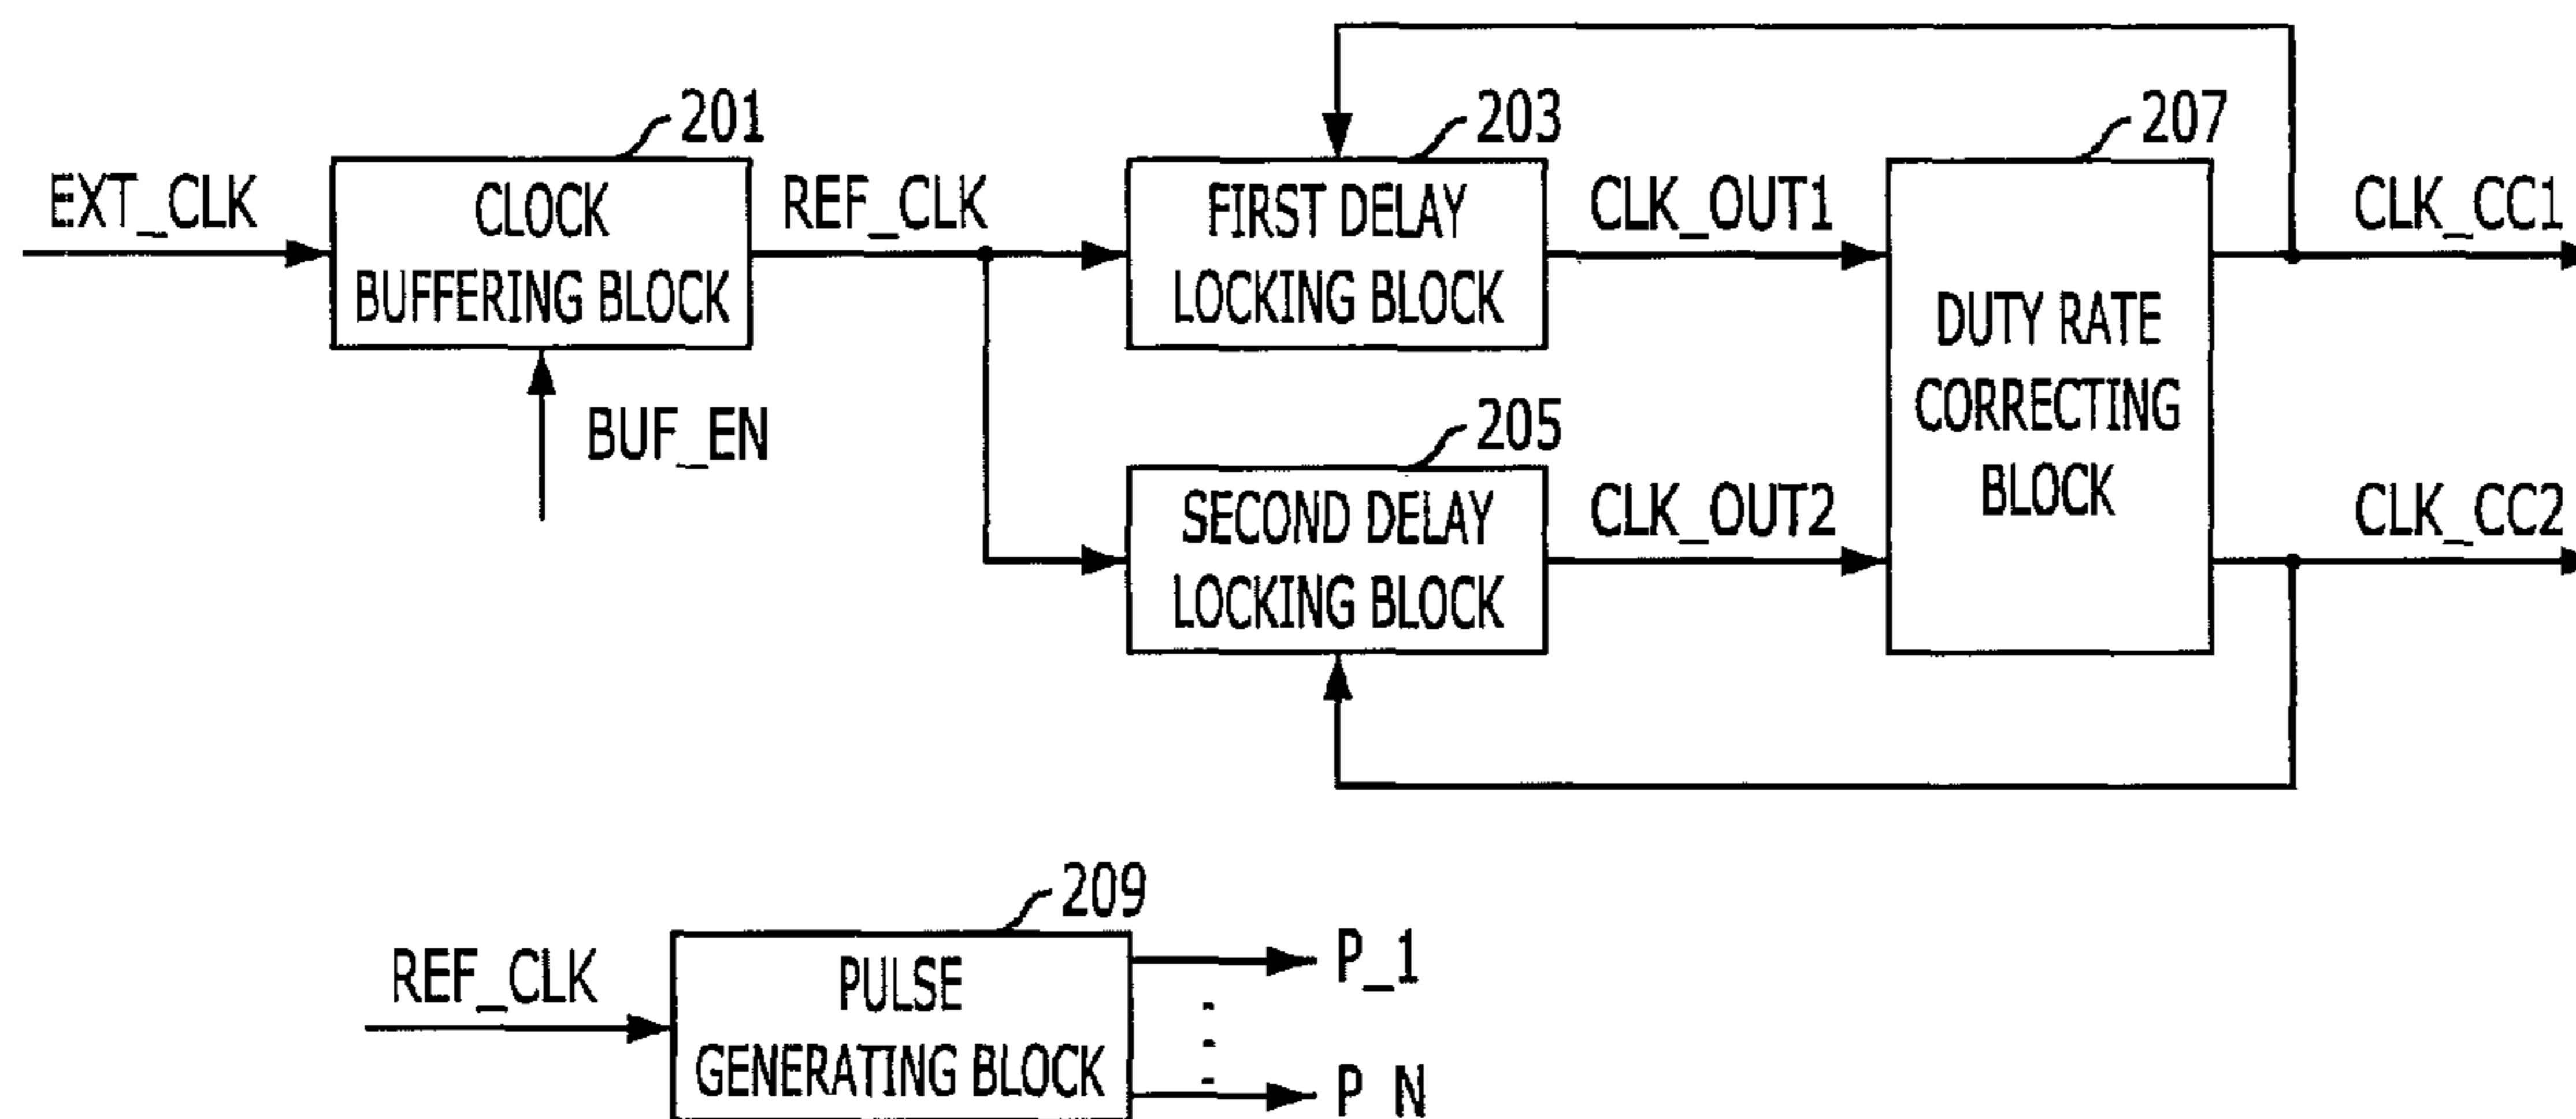 201
203
207
EXT_CLK
CLOCK
BUFFERING BLOCK
REF_CLK
FIRST DELAY
LOCKING BLOCK
CLK_OUT1
DUTY RATE
CORRECTING
BLOCK
CLK_CC1
BUF_EN
205
SECOND DELAY
LOCKING BLOCK
CLK_OUT2
CLK_CC2
209
REF_CLK
PULSE
GENERATING BLOCK
P_1
P_N